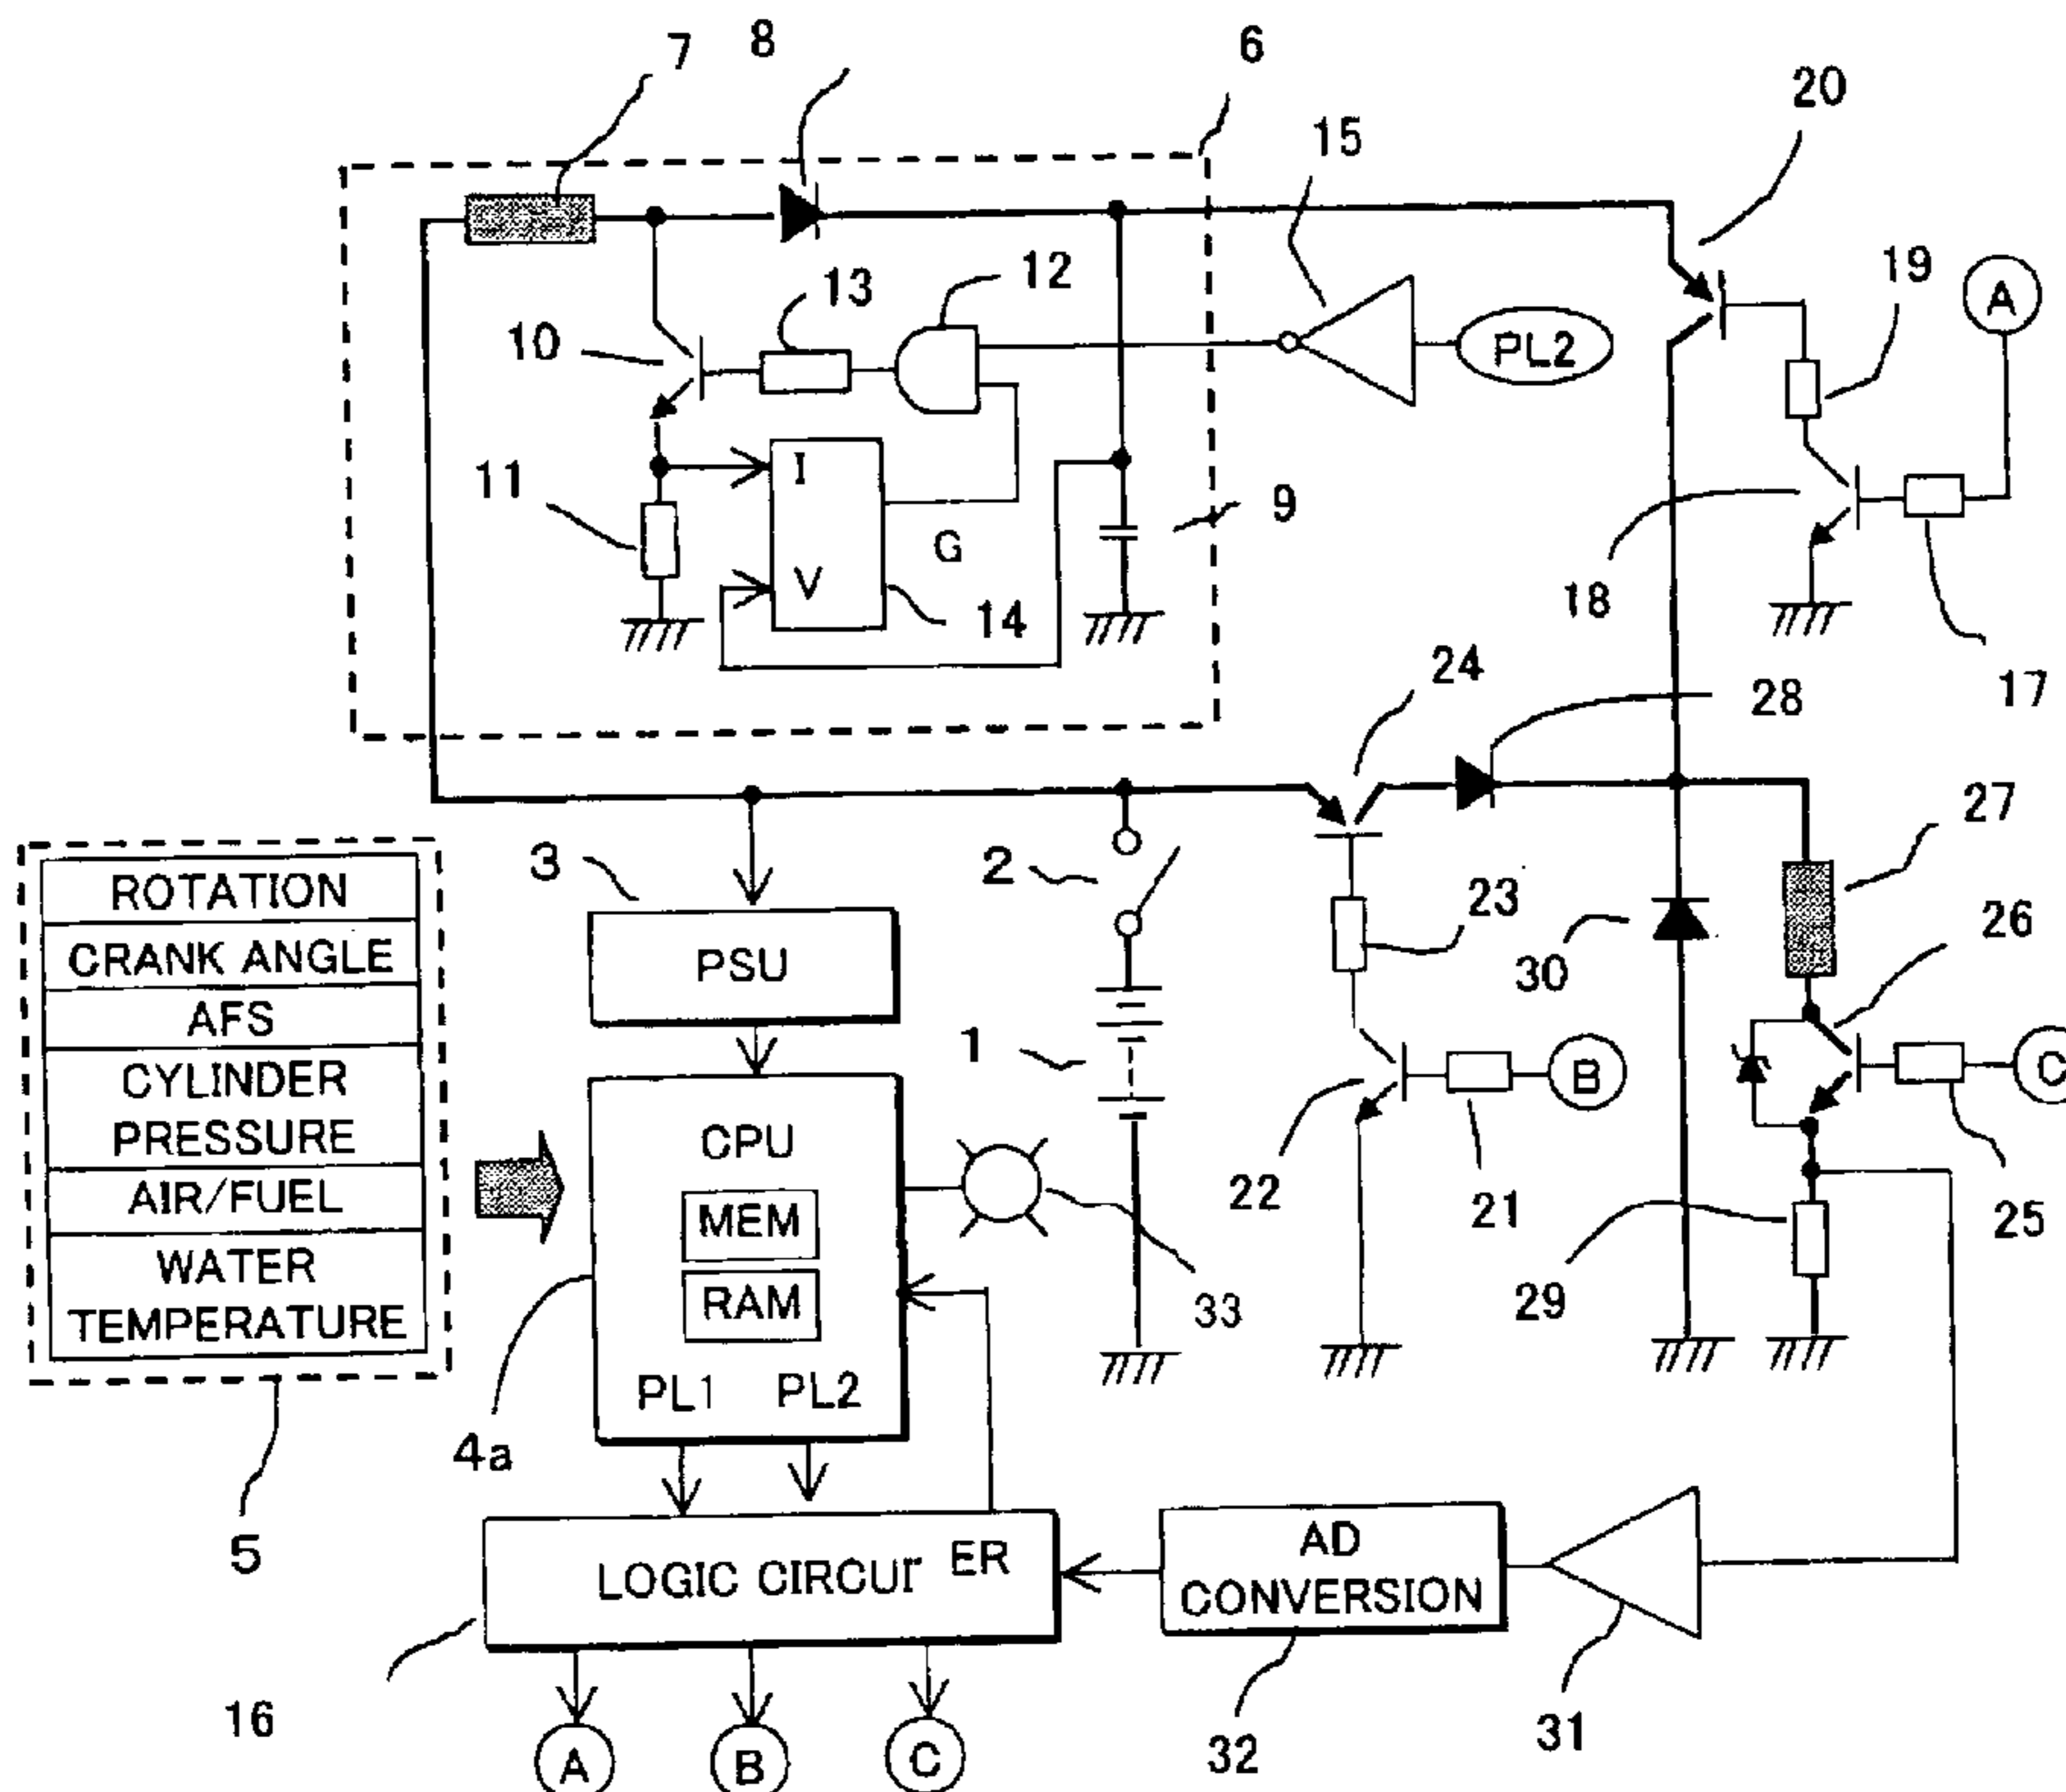 7
8
6
20
15
12
13
19
A
PL2
10
11
I
G
9
V
14
18
17
24
28
27
3
2
23
26
ROTATION
CRANK ANGLE
AFS
CYLINDER
PRESSURE
AIR/FUEL
WATER
TEMPERATURE
PSU
30
1
B
C
CPU
MEM
RAM
22
21
25
29
33
PL1
PL2
4a
5
LOGIC CIRCUI
ER
AD
CONVERSION
16
32
31
A
B
C